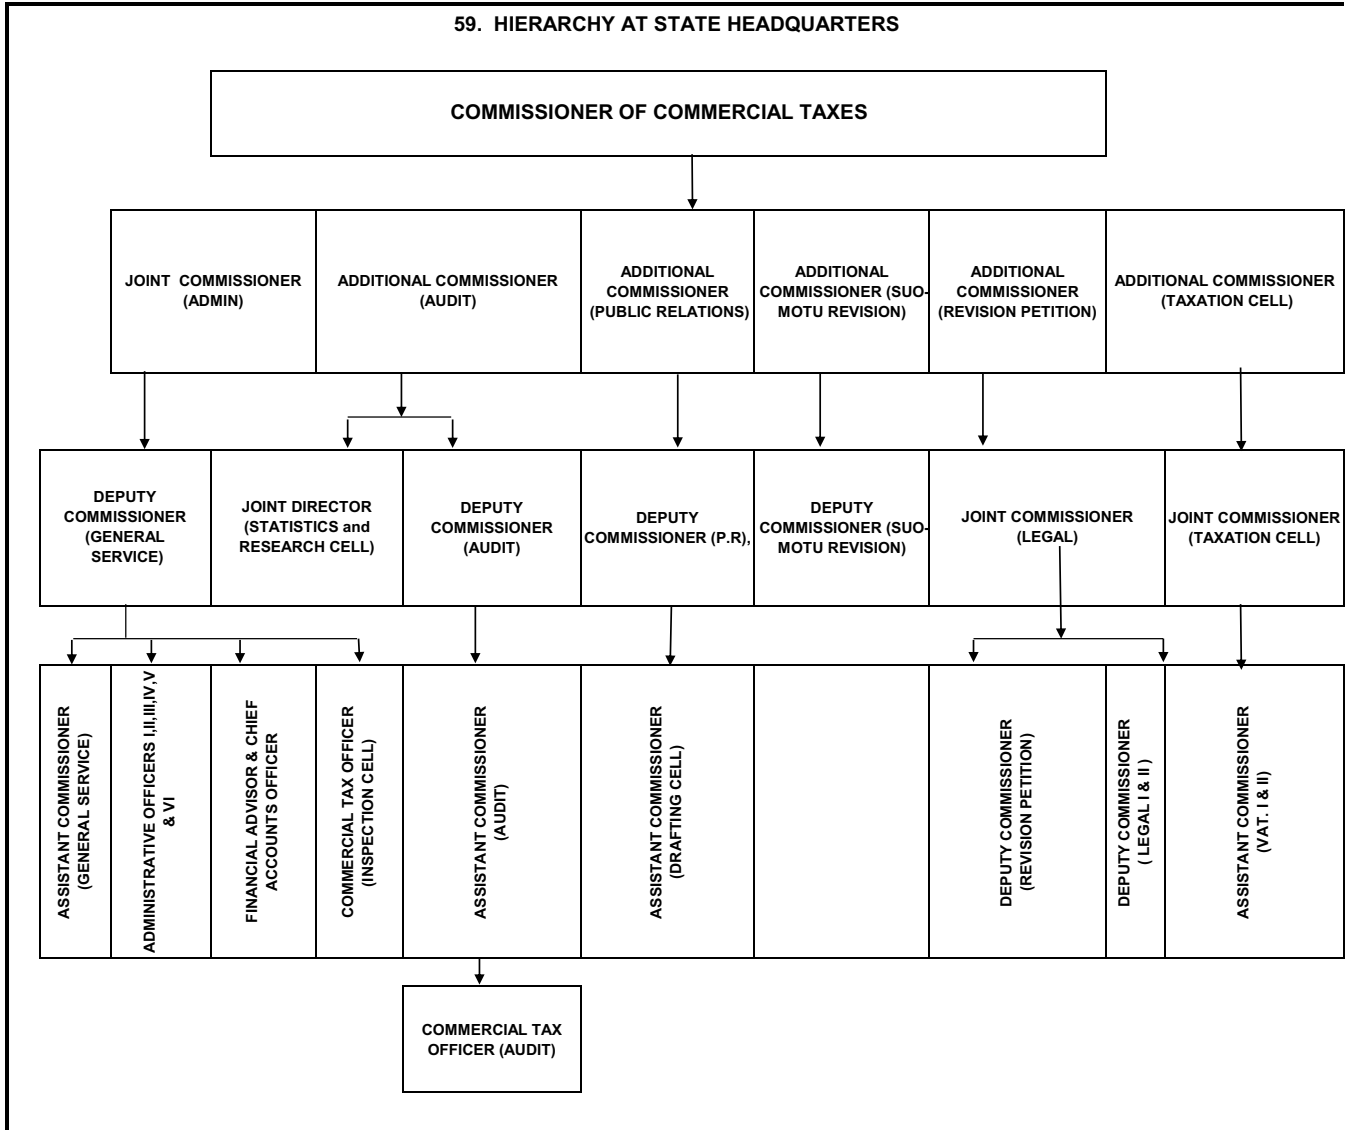 59. HIERARCHY AT STATE HEADQUARTERS
COMMISSIONER OF COMMERCIAL TAXES
JOINT COMMISSIONER
(ADMIN)
ADDITIONAL COMMISSIONER
(AUDIT)
ADDITIONAL
COMMISSIONER
(PUBLIC RELATIONS)
ADDITIONAL
COMMISSIONER (SUO-
MOTU REVISION)
ADDITIONAL
COMMISSIONER
(REVISION PETITION)
ADDITIONAL COMMISSIONER
(TAXATION CELL)
DEPUTY
COMMISSIONER
(GENERAL
SERVICE)
JOINT DIRECTOR
(STATISTICS and
RESEARCH CELL)
DEPUTY
COMMISSIONER
(AUDIT)
DEPUTY
COMMISSIONER (P.R),
DEPUTY
COMMISSIONER (SUO-
MOTU REVISION)
JOINT COMMISSIONER
(LEGAL)
JOINT COMMISSIONER
(TAXATION CELL)
ASSISTANT COMMISSIONER
(GENERAL SERVICE)
ADMINISTRATIVE OFFICERS I,II,III,IV,V
& VI
FINANCIAL ADVISOR & CHIEF
ACCOUNTS OFFICER
COMMERCIAL TAX OFFICER
(INSPECTION CELL)
ASSISTANT COMMISSIONER
(AUDIT)
ASSISTANT COMMISSIONER
(DRAFTING CELL)
DEPUTY COMMISSIONER
(REVISION PETITION)
DEPUTY COMMISSIONER
( LEGAL I & II )
ASSISTANT COMMISSIONER
(VAT. I & II)
COMMERCIAL TAX
OFFICER (AUDIT)